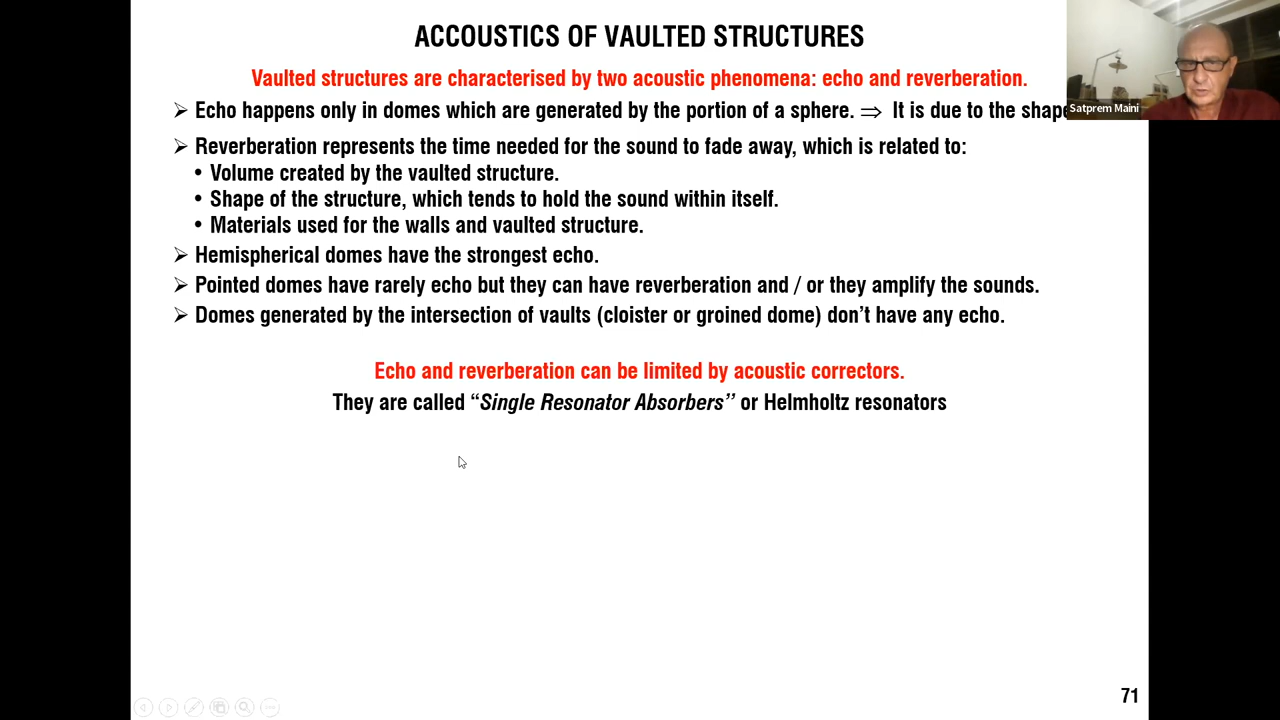 ACCOUSTICS OF VAULTED STRUCTURES
Vaulted structures are characterised by two acoustic phenomena: echo and reverberation.
➢ Echo happens only in domes which are generated by the portion of a sphere. ⇒ It is due to the shape
Satprem Maini
➢ Reverberation represents the time needed for the sound to fade away, which is related to:
• Volume created by the vaulted structure.
• Shape of the structure, which tends to hold the sound within itself.
• Materials used for the walls and vaulted structure.
➢ Hemispherical domes have the strongest echo.
➢ Pointed domes have rarely echo but they can have reverberation and / or they amplify the sounds.
➢ Domes generated by the intersection of vaults (cloister or groined dome) don't have any echo.
Echo and reverberation can be limited by acoustic correctors.
They are called “Single Resonator Absorbers” or Helmholtz resonators
71